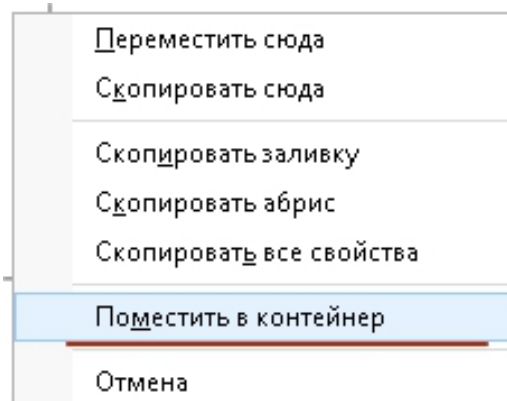 Переместить сюда
Скопировать сюда
Скопировать заливку
Скопировать абрис
Скопировать все свойства
Поместить в контейнер
Отмена